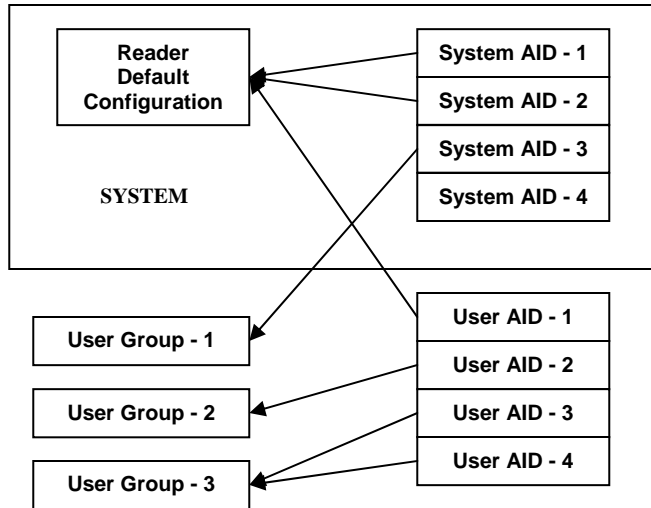 Reader
Default
Configuration
System AID - 1
System AID - 2
System AID - 3
System AID - 4
SYSTEM
User Group - 1
User Group - 2
User Group - 3
User AID - 1
User AID - 2
User AID - 3
User AID - 4